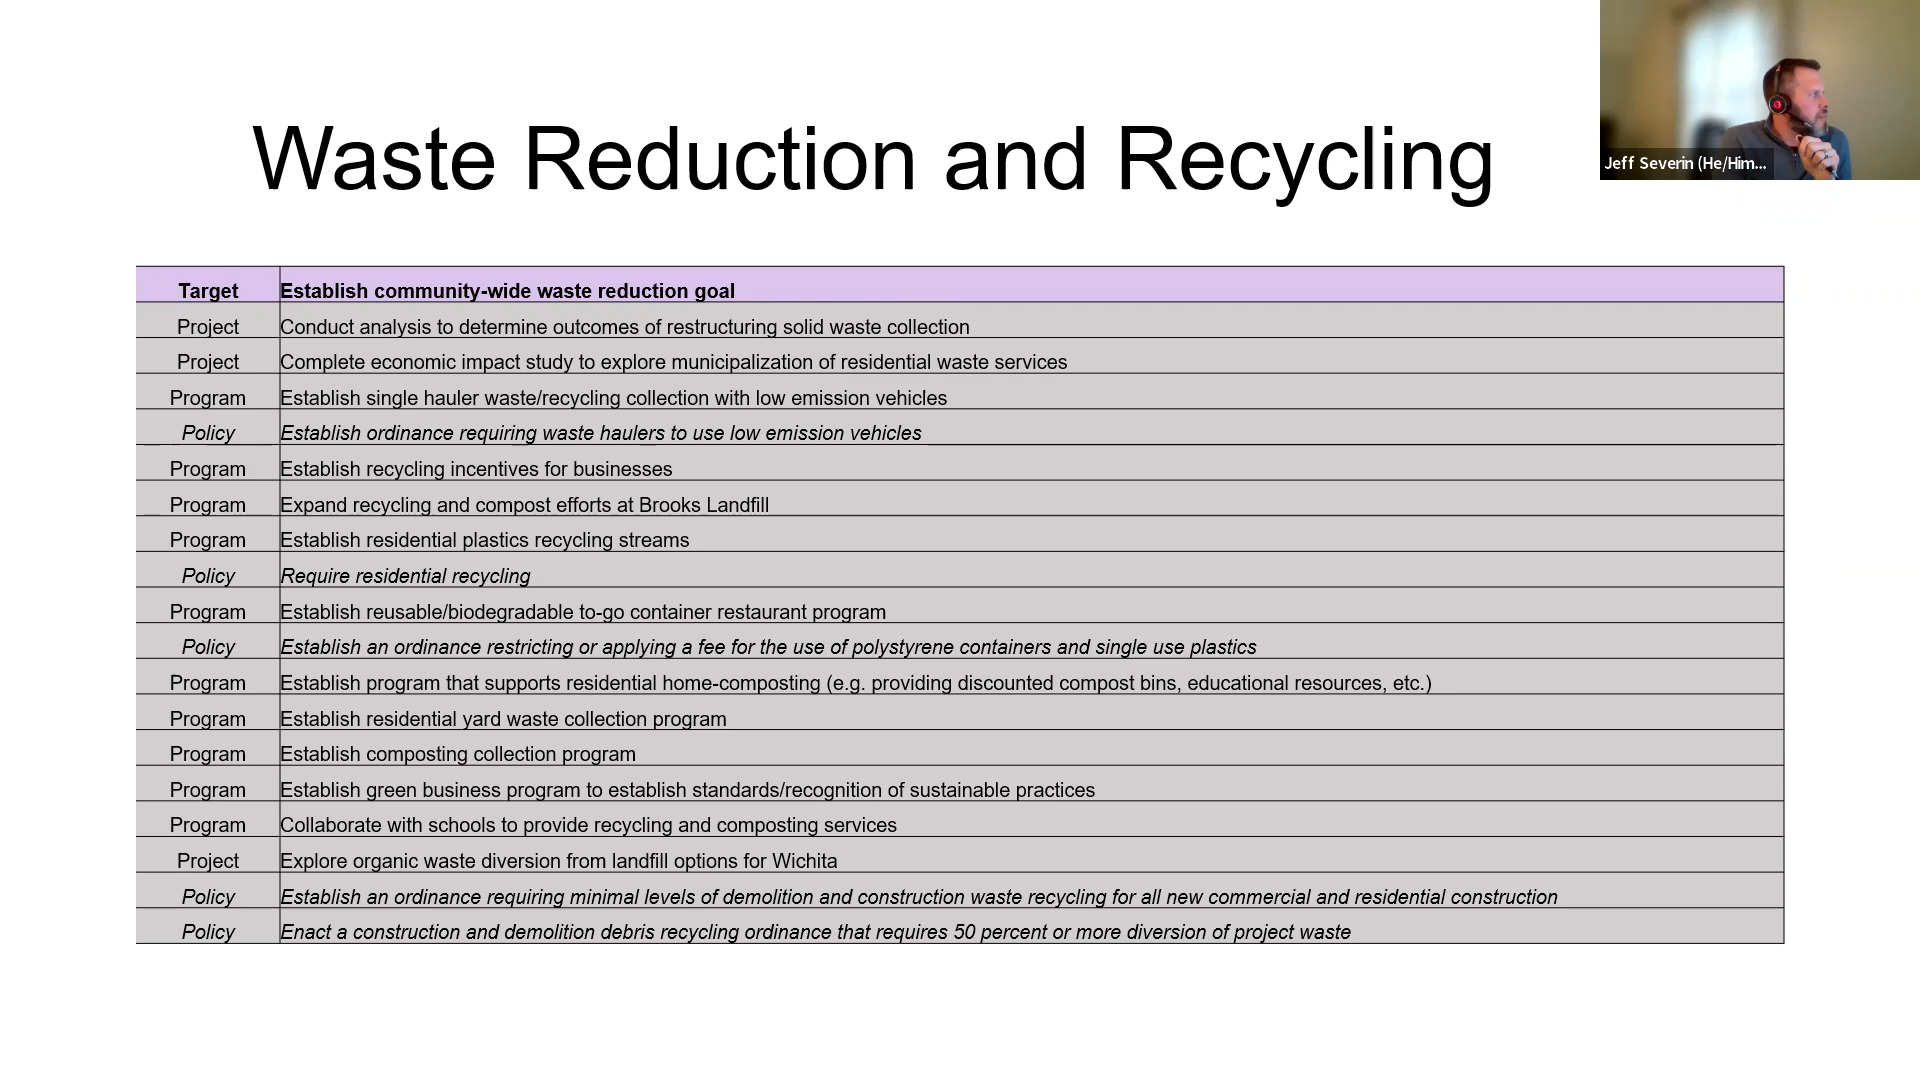 Waste Reduction and Recycling
Jeff Severin (He/Him...
Target Establish community-wide waste reduction goal
Project Conduct analysis to determine outcomes of restructuring solid waste collection
Project Complete economic impact study to explore municipalization of residential waste services
Program Establish single hauler waste/recycling collection with low emission vehicles
Policy Establish ordinance requiring waste haulers to use low emission vehicles
Program Establish recycling incentives for businesses
Program Expand recycling and compost efforts at Brooks Landfill
Program Establish residential plastics recycling streams
Policy Require residential recycling
Program Establish reusable/biodegradable to-go container restaurant program
Policy Establish an ordinance restricting or applying a fee for the use of polystyrene containers and single use plastics
Program Establish program that supports residential home-composting (e.g. providing discounted compost bins, educational resources, etc.)
Program Establish residential yard waste collection program
Program Establish composting collection program
Program Establish green business program to establish standards/recognition of sustainable practices
Program Collaborate with schools to provide recycling and composting services
Project Explore organic waste diversion from landfill options for Wichita
Policy Establish an ordinance requiring minimal levels of demolition and construction waste recycling for all new commercial and residential construction
Policy Enact a construction and demolition debris recycling ordinance that requires 50 percent or more diversion of project waste